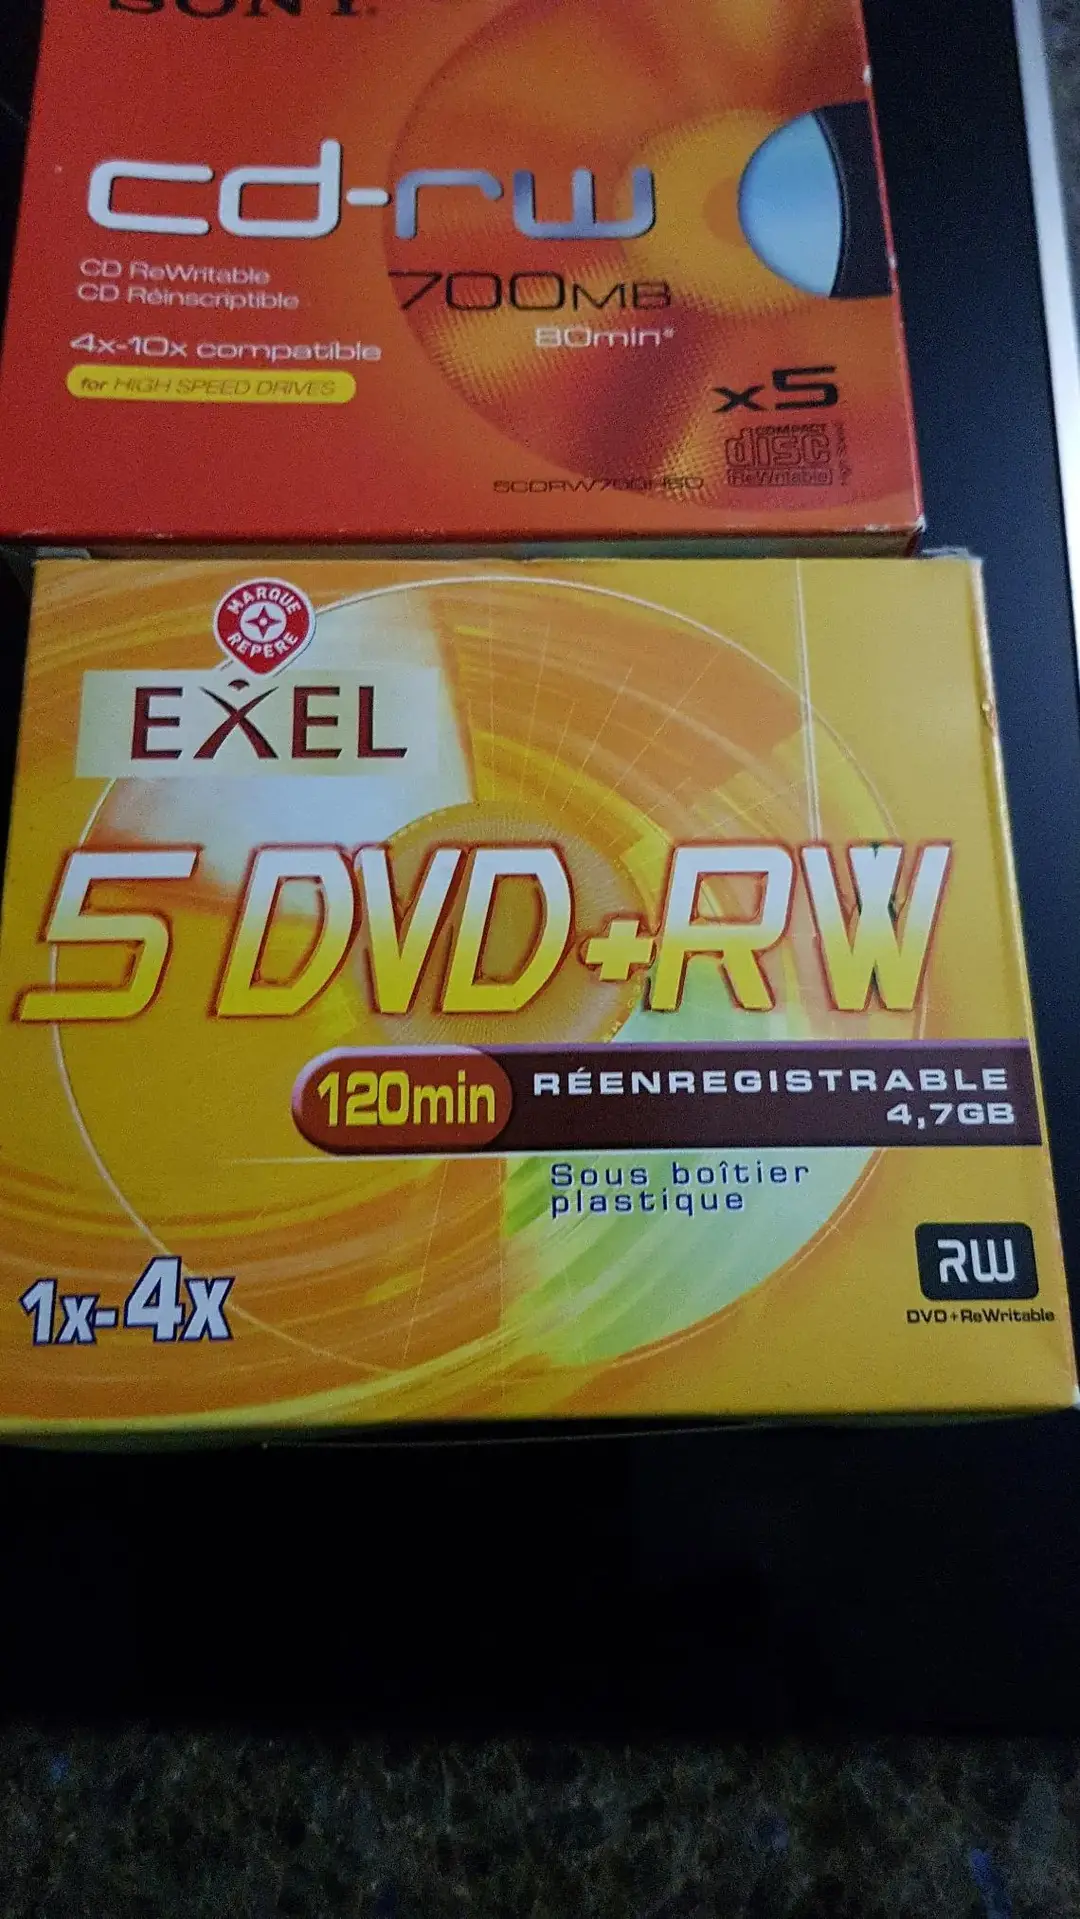 SONY
cd-rw
CD ReWritable
CD Réinscriptible
700MB
80min*
4x-10x compatible
for HIGH SPEED DRIVES
x5
COMPACT
disc
ReWritable
MARQUE
REPÈRE
EXEL
5 DVD+RW
120min
RÉENREGISTRABLE
4,7GB
Sous boîtier
plastique
1x-4x
RW
DVD+ReWritable